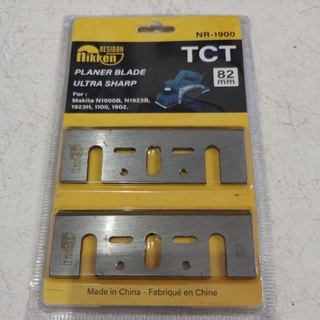 NR-1900
RESIBON
nikken
TCT
PLANER BLADE
ULTRA SHARP
82
mm
For :
Makita N1900B, N1923B,
1923H, 1100, 1902.
Made in China - Fabriqué en Chine